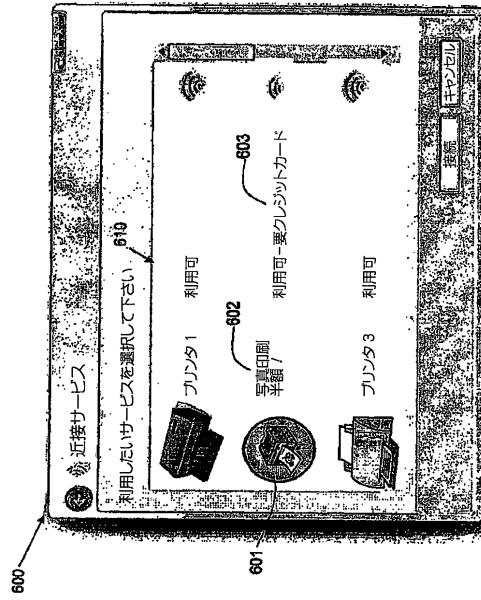 600
近接サービス
利用したいサービスを選択して下さい
610
プリンタ 1 利用可
602
写真印刷
半額!
利用可-要クレジットカード
603
601
プリンタ 3 利用可
接続 キャンセル